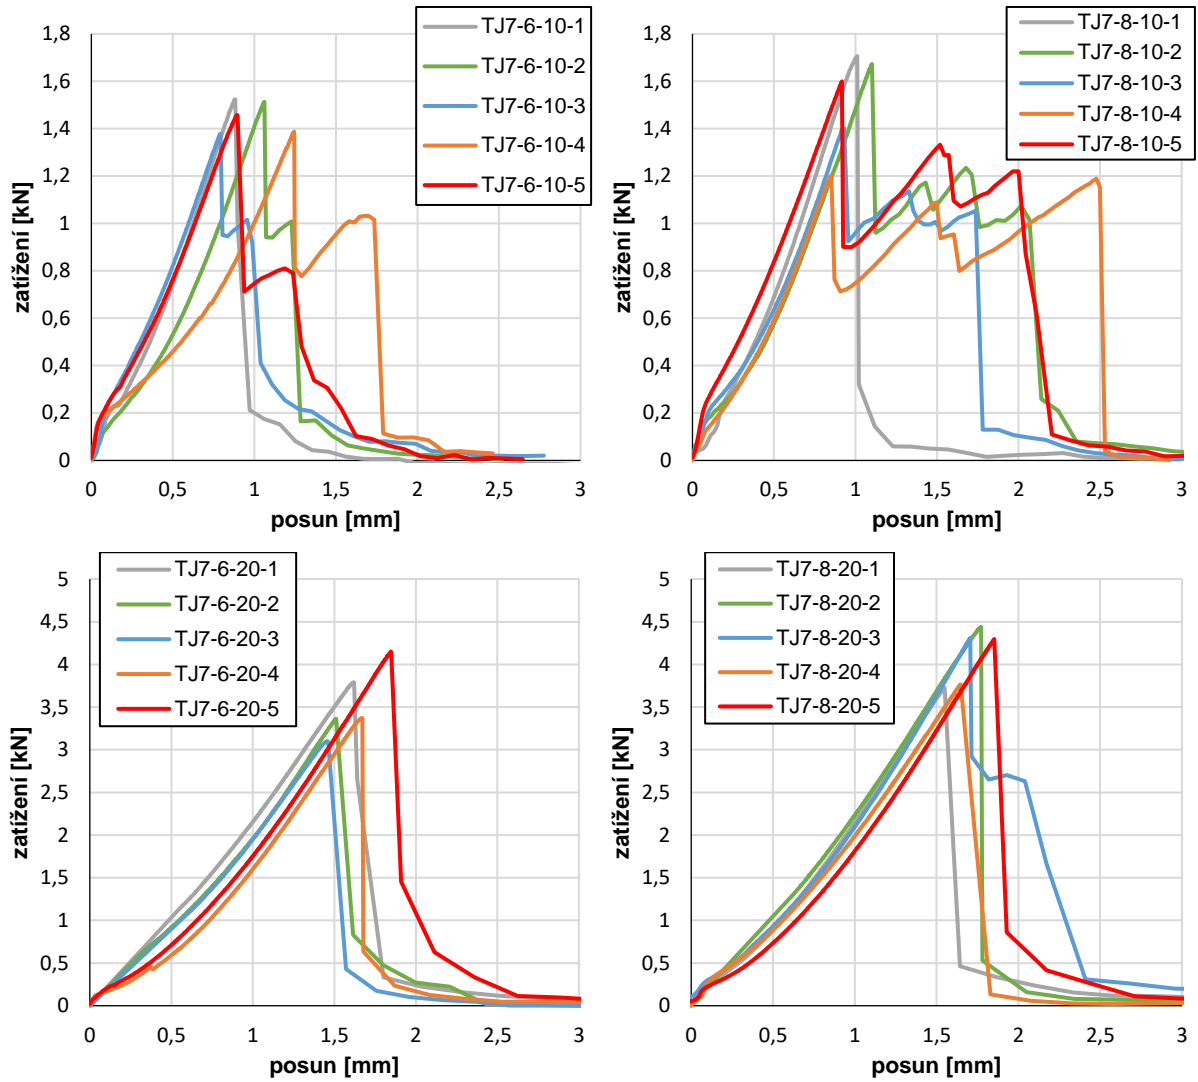 TJ7-6-10-1
TJ7-6-10-2
TJ7-6-10-3
TJ7-6-10-4
TJ7-6-10-5
1,8
1,6
1,4
1,2
1
0,8
0,6
0,4
0,2
0
zatížení [kN]
0 0,5 1 1,5 2 2,5 3
posun [mm]
TJ7-8-10-1
TJ7-8-10-2
TJ7-8-10-3
TJ7-8-10-4
TJ7-8-10-5
1,8
1,6
1,4
1,2
1
0,8
0,6
0,4
0,2
0
zatížení [kN]
0 0,5 1 1,5 2 2,5 3
posun [mm]
TJ7-6-20-1
TJ7-6-20-2
TJ7-6-20-3
TJ7-6-20-4
TJ7-6-20-5
5
4,5
4
3,5
3
2,5
2
1,5
1
0,5
0
zatížení [kN]
0 0,5 1 1,5 2 2,5 3
posun [mm]
TJ7-8-20-1
TJ7-8-20-2
TJ7-8-20-3
TJ7-8-20-4
TJ7-8-20-5
5
4,5
4
3,5
3
2,5
2
1,5
1
0,5
0
zatížení [kN]
0 0,5 1 1,5 2 2,5 3
posun [mm]